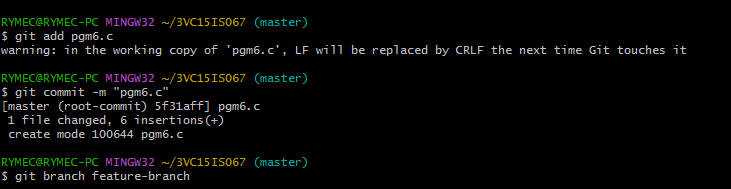 RYMEC@RYMEC-PC MINGW32 ~/3VC15IS067 (master)
$ git add pgm6.c
warning: in the working copy of 'pgm6.c', LF will be replaced by CRLF the next time Git touches it
RYMEC@RYMEC-PC MINGW32 ~/3VC15IS067 (master)
$ git commit -m "pgm6.c"
[master (root-commit) 5f31aff] pgm6.c
1 file changed, 6 insertions(+)
create mode 100644 pgm6.c
RYMEC@RYMEC-PC MINGW32 ~/3VC15IS067 (master)
$ git branch feature-branch